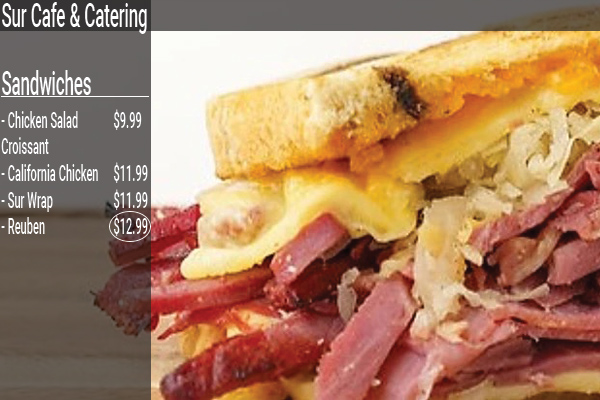 Sur Cafe & Catering
Sandwiches
- Chicken Salad $9.99
Croissant
- California Chicken $11.99
- Sur Wrap $11.99
- Reuben $12.99